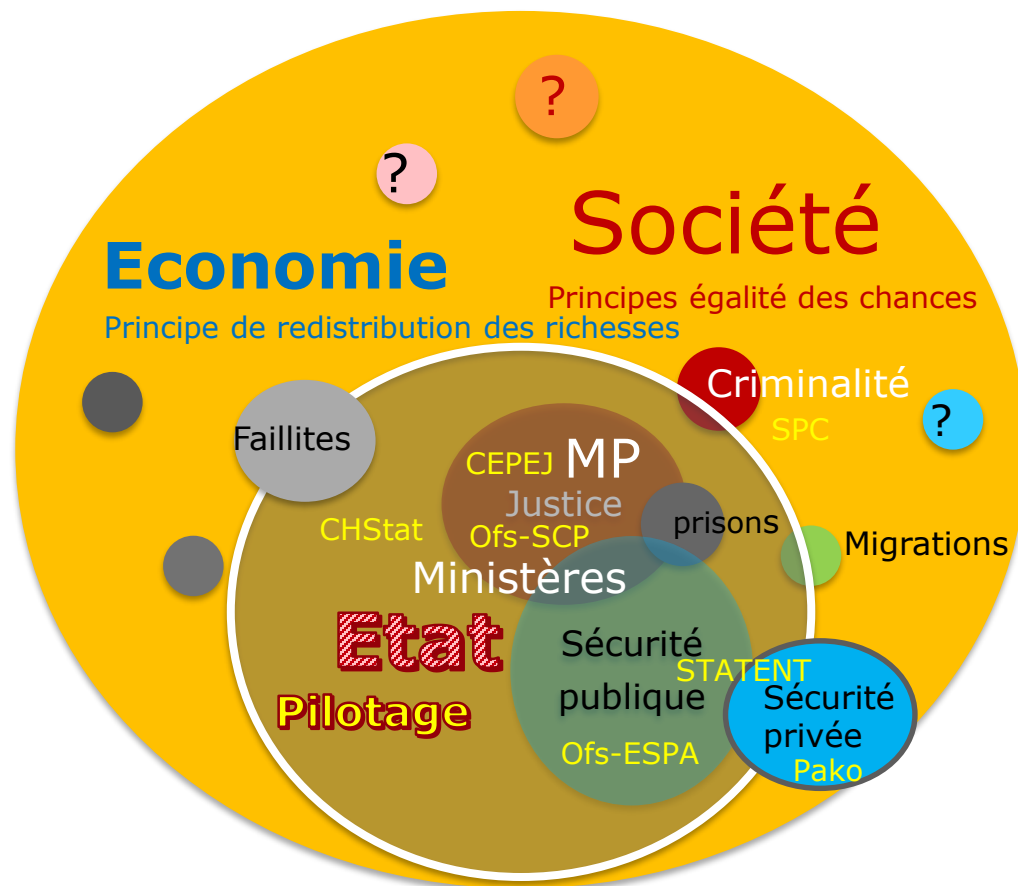 ?
?
Société
Economie
Principes égalité des chances
Principe de redistribution des richesses
Criminalité
SPC
?
Faillites
CEPEJ MP
Justice
CHStat
Ofs-SCP
prisons
Migrations
Ministères
Etat
Sécurité
publique
STATENT
Pilotage
Sécurité
privée
Ofs-ESPA
Pako